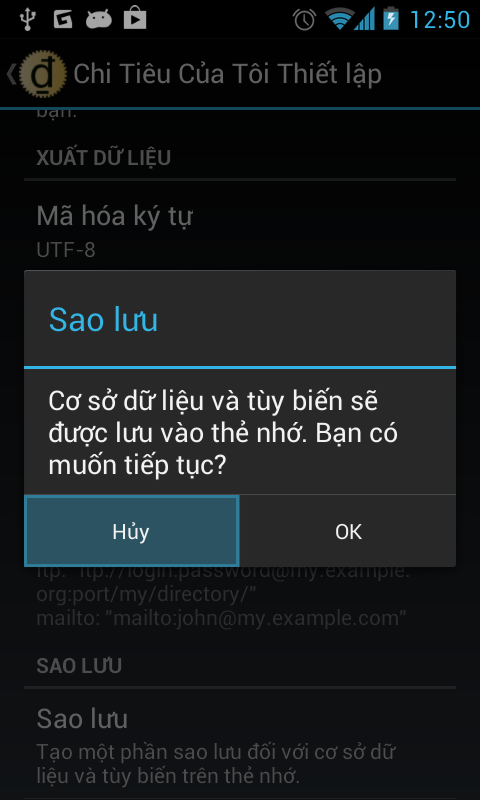 12:50
đ Chi Tiêu Của Tôi Thiết lập
bạn.
XUẤT DỮ LIỆU
Mã hóa ký tự
UTF-8
Sao lưu
Cơ sở dữ liệu và tùy biến sẽ
được lưu vào thẻ nhớ. Bạn có
muốn tiếp tục?
Hủy
OK
ftp: "ftp://login:password@my.example.
org:port/my/directory/"
mailto: "mailto:john@my.example.com"
SAO LƯU
Sao lưu
Tạo một phần sao lưu đối với cơ sở dữ
liệu và tùy biến trên thẻ nhớ.